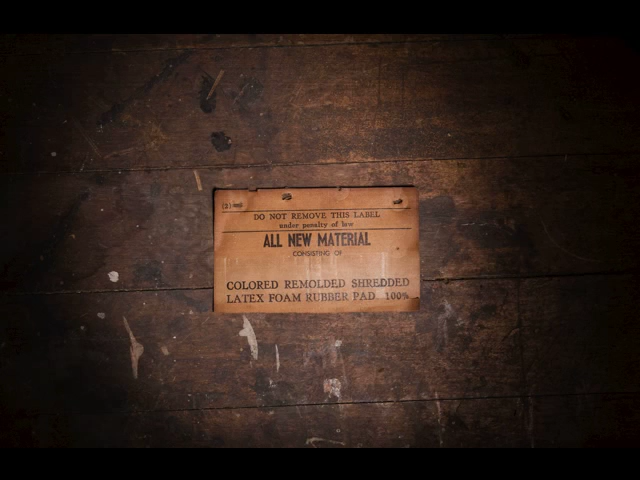 DO NOT REMOVE THIS LABEL
under penalty of law
ALL NEW MATERIAL
CONSISTING OF
COLORED REMOLDED SHREDDED
LATEX FOAM RUBBER PAD 100%